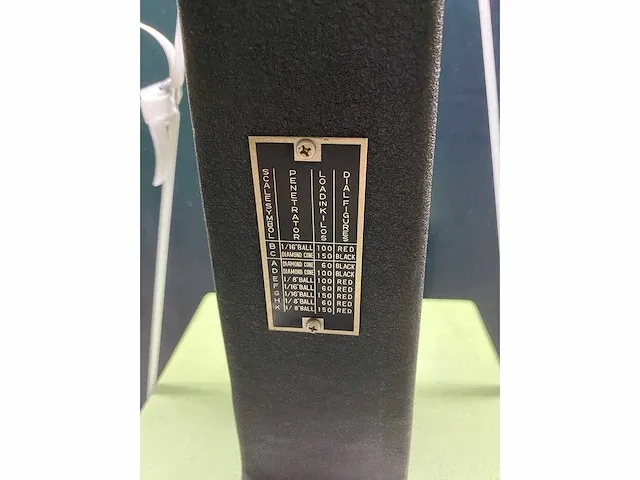 SCALE SYMBOL PENETRATOR LOAD IN KILOS DIAL FIGURES
B 1/16"BALL 100 RED
C DIAMOND CONE 150 BLACK
A DIAMOND CONE 60 BLACK
D DIAMOND CONE 100 BLACK
E 1/8"BALL 100 RED
F 1/16"BALL 60 RED
G 1/16"BALL 150 RED
H 1/8"BALL 60 RED
K 1/8"BALL 150 RED